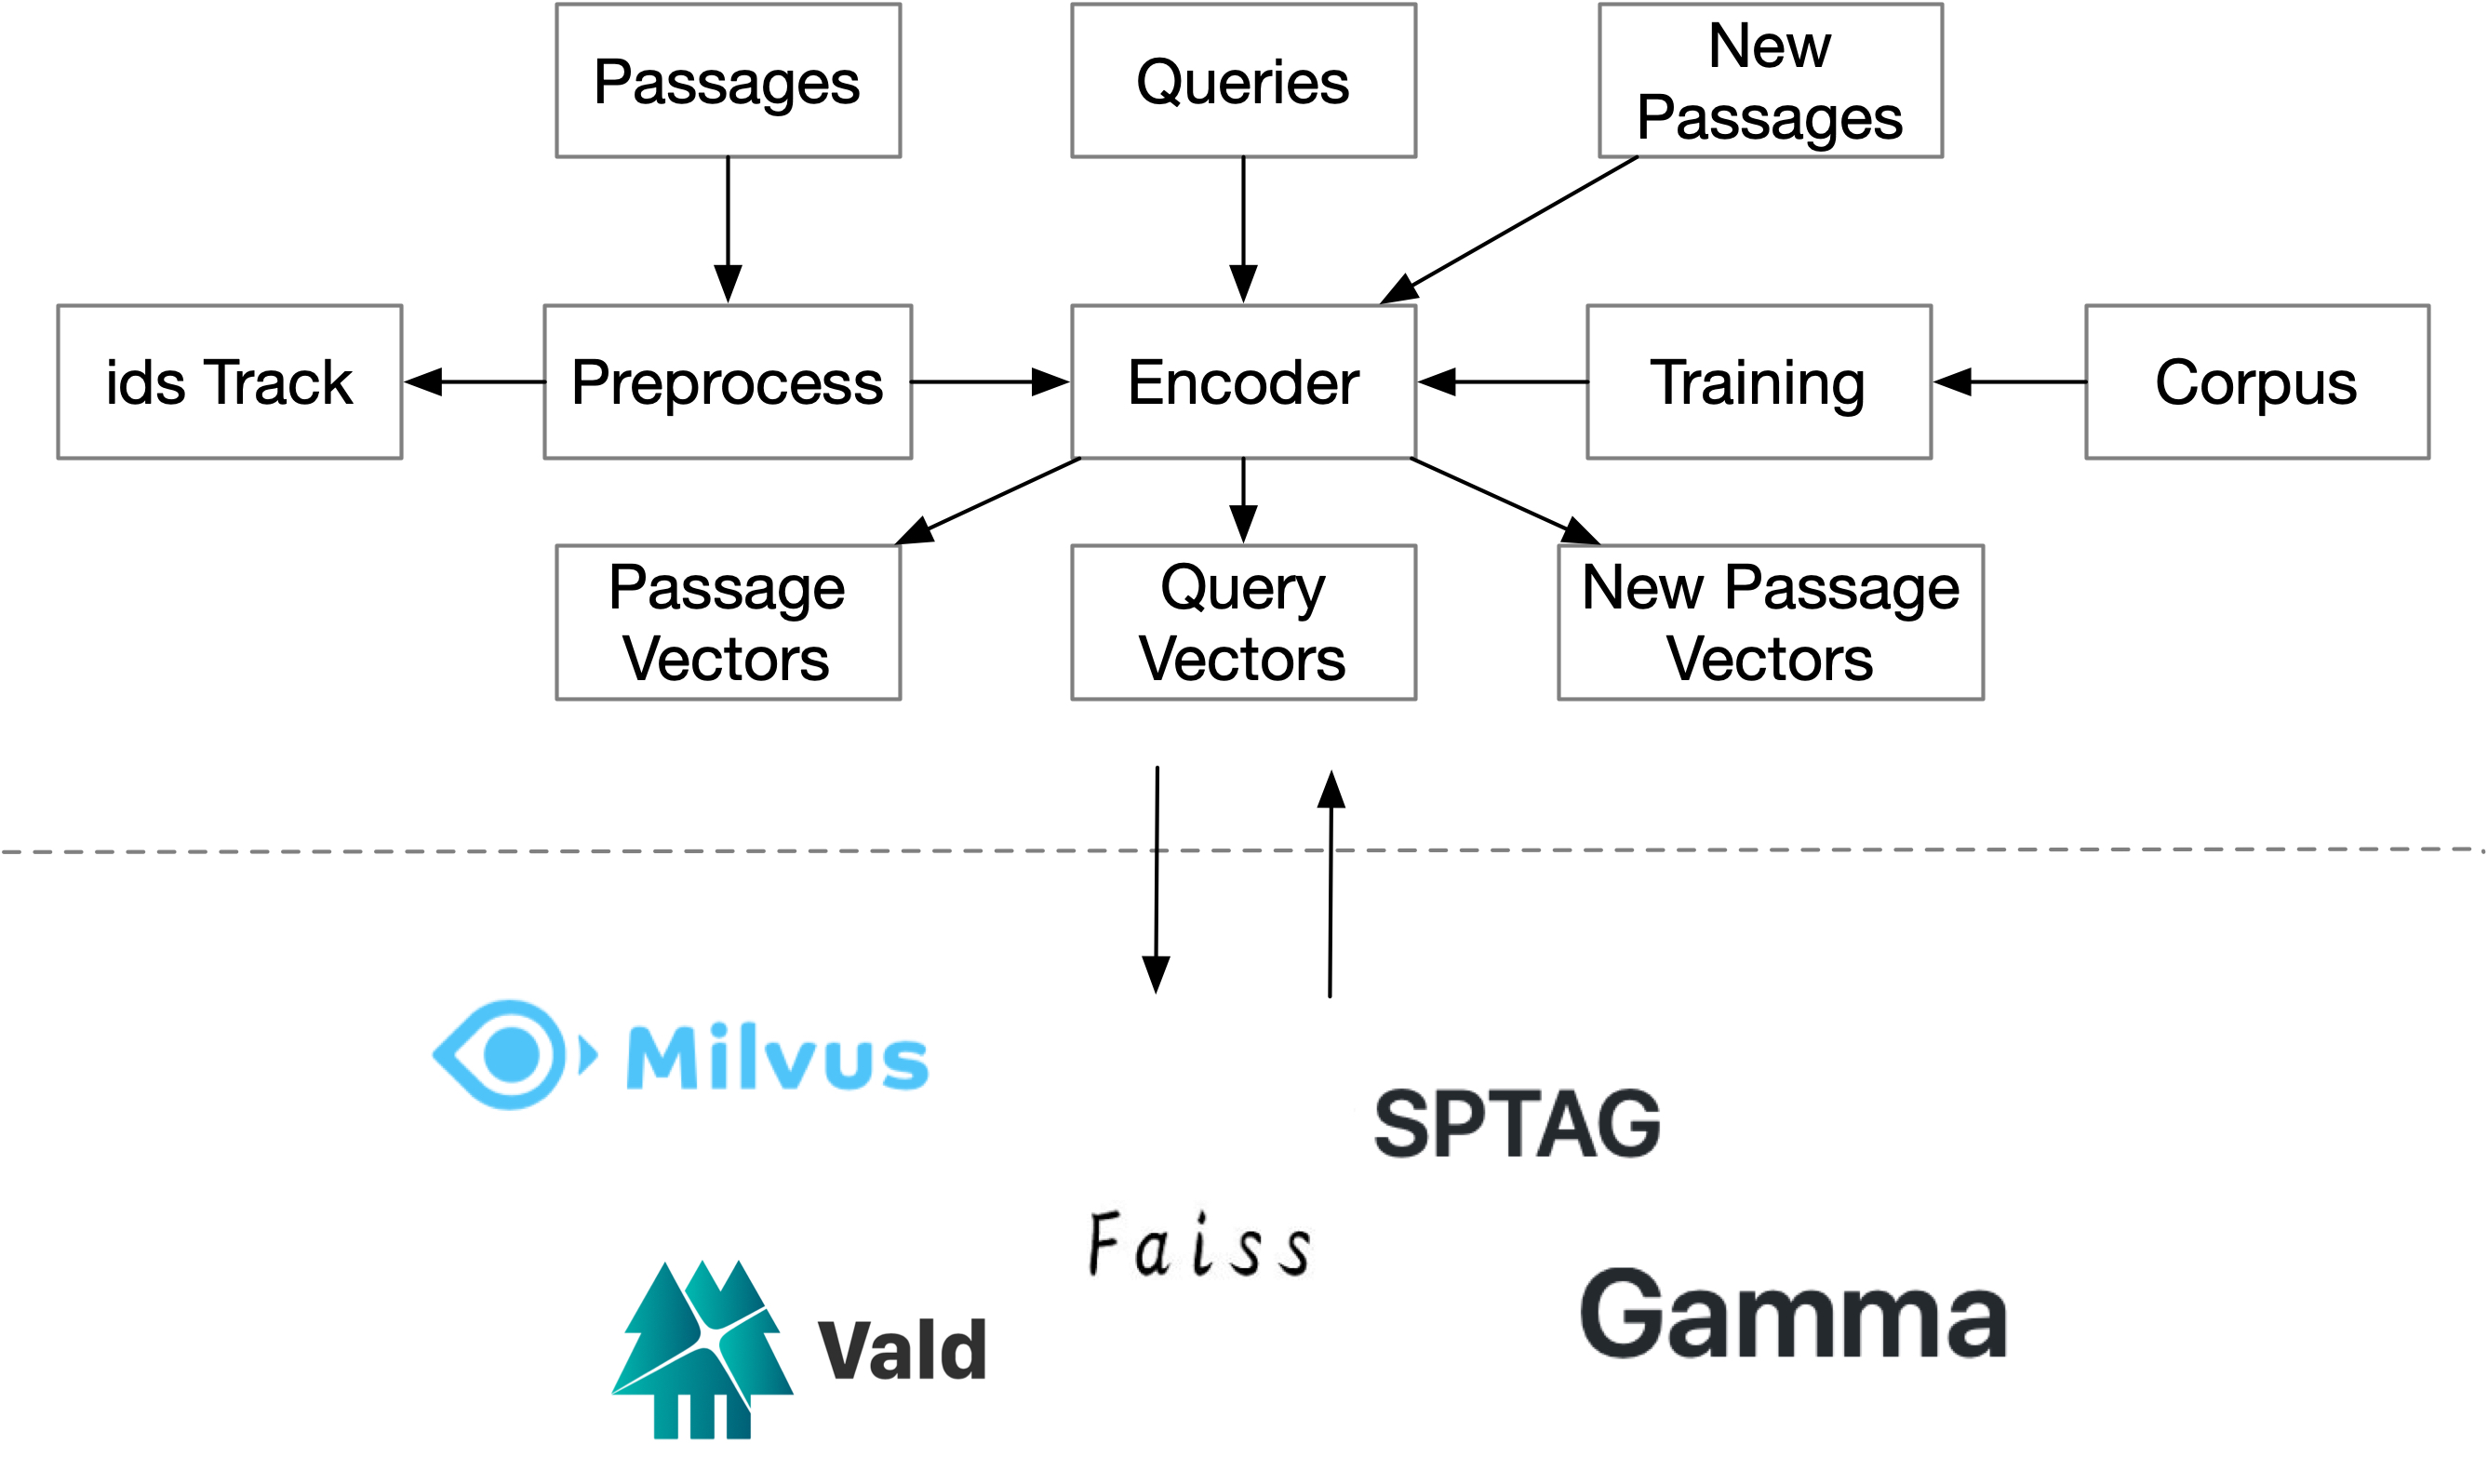 Passages
Queries
New
Passages
ids Track
Preprocess
Encoder
Training
Corpus
Passage
Vectors
Query
Vectors
New Passage
Vectors
Milvus
SPTAG
Faiss
Vald
Gamma